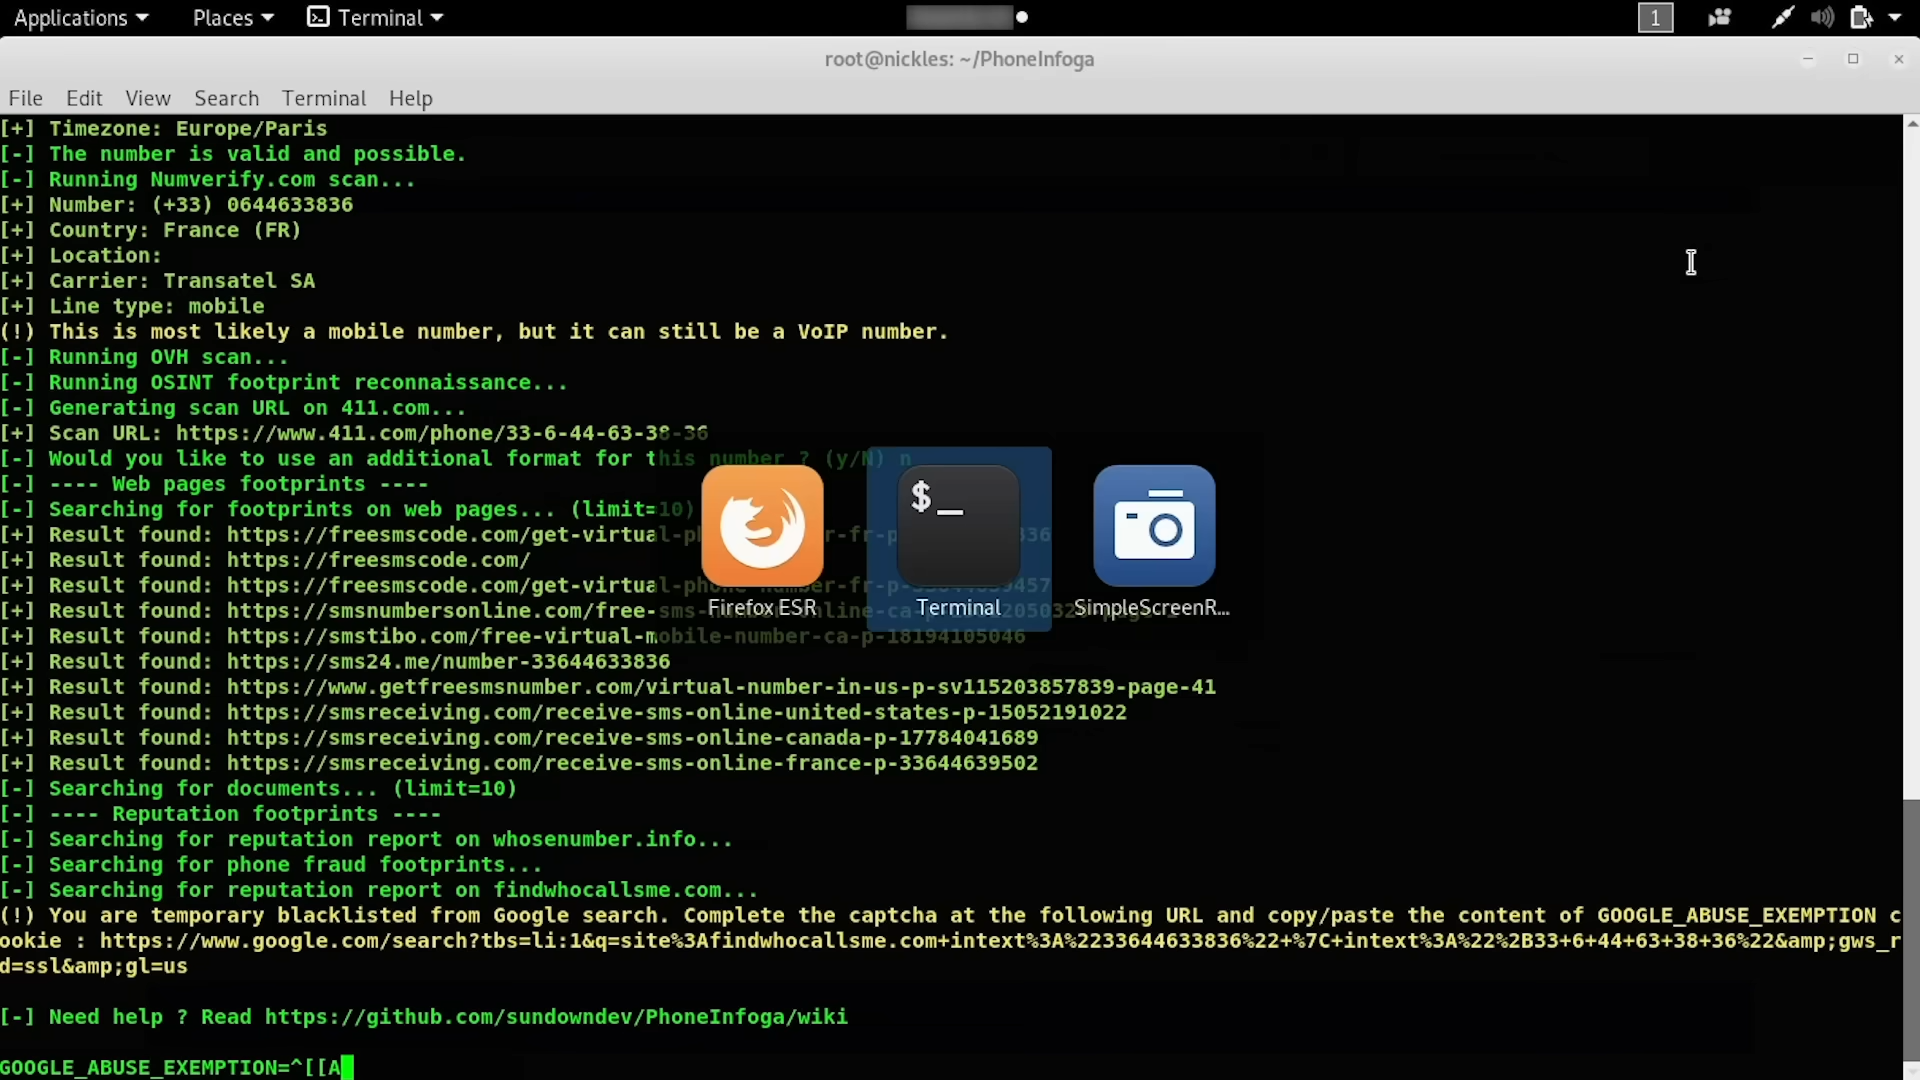 Applications Places Terminal 1
root@nickles: ~/PhoneInfoga
File Edit View Search Terminal Help
[+] Timezone: Europe/Paris
[-] The number is valid and possible.
[-] Running Numverify.com scan...
[+] Number: (+33) 0644633836
[+] Country: France (FR)
[+] Location:
[+] Carrier: Transatel SA
[+] Line type: mobile
(!) This is most likely a mobile number, but it can still be a VoIP number.
[-] Running OVH scan...
[-] Running OSINT footprint reconnaissance...
[-] Generating scan URL on 411.com...
[+] Scan URL: https://www.411.com/phone/33-6-44-63-38-36
[-] Would you like to use an additional format for this number ? (y/N) n
[-] ---- Web pages footprints ----
[-] Searching for footprints on web pages... (limit=10)
[+] Result found: https://freesmscode.com/get-virtual-
[+] Result found: https://freesmscode.com/
[+] Result found: https://freesmscode.com/get-virtual-
[+] Result found: https://smsnumbersonline.com/free-
[+] Result found: https://smstibo.com/free-virtual-mobile-number-ca-p-18194105046
Firefox ESR Terminal SimpleScreenR...
[+] Result found: https://sms24.me/number-33644633836
[+] Result found: https://www.getfreesmsnumber.com/virtual-number-in-us-p-sv115203857839-page-41
[+] Result found: https://smsreceiving.com/receive-sms-online-united-states-p-15052191022
[+] Result found: https://smsreceiving.com/receive-sms-online-canada-p-17784041689
[+] Result found: https://smsreceiving.com/receive-sms-online-france-p-33644639502
[-] Searching for documents... (limit=10)
[-] ---- Reputation footprints ----
[-] Searching for reputation report on whosenumber.info...
[-] Searching for phone fraud footprints...
[-] Searching for reputation report on findwhocallsme.com...
(!) You are temporary blacklisted from Google search. Complete the captcha at the following URL and copy/paste the content of GOOGLE_ABUSE_EXEMPTION c
ookie : https://www.google.com/search?tbs=li:1&q=site%3Afindwhocallsme.com+intext%3A%2233644633836%22+%7C+intext%3A%22%2B33+6+44+63+38+36%22&amp;gws_r
d=ssl&amp;gl=us
[-] Need help ? Read https://github.com/sundowndev/PhoneInfoga/wiki
GOOGLE_ABUSE_EXEMPTION=^[[A